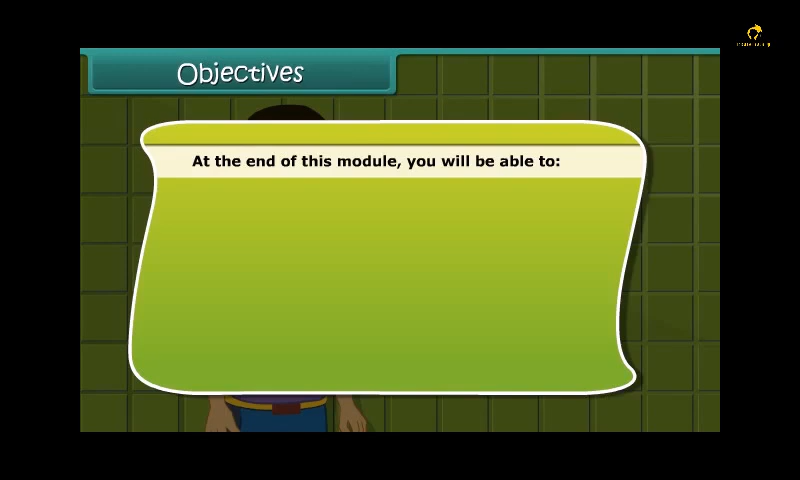 Objectives
At the end of this module, you will be able to: